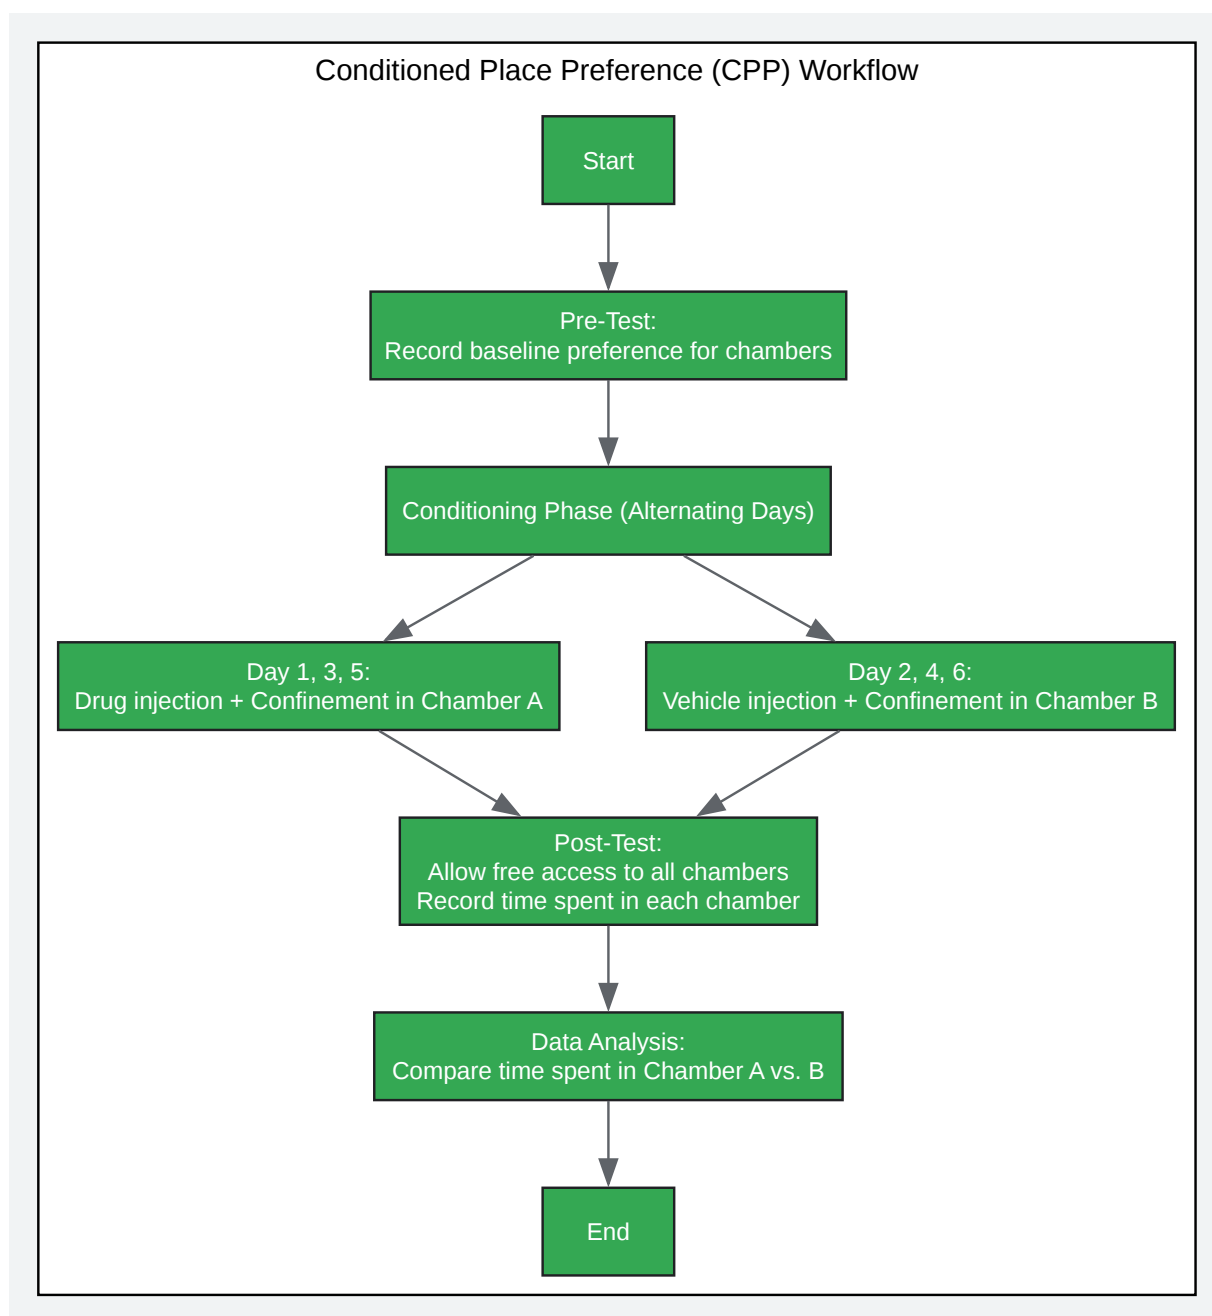 Conditioned Place Preference (CPP) Workflow
Start
Pre-Test:
Record baseline preference for chambers
Conditioning Phase (Alternating Days)
Day 1, 3, 5:
Drug injection + Confinement in Chamber A
Day 2, 4, 6:
Vehicle injection + Confinement in Chamber B
Post-Test:
Allow free access to all chambers
Record time spent in each chamber
Data Analysis:
Compare time spent in Chamber A vs. B
End